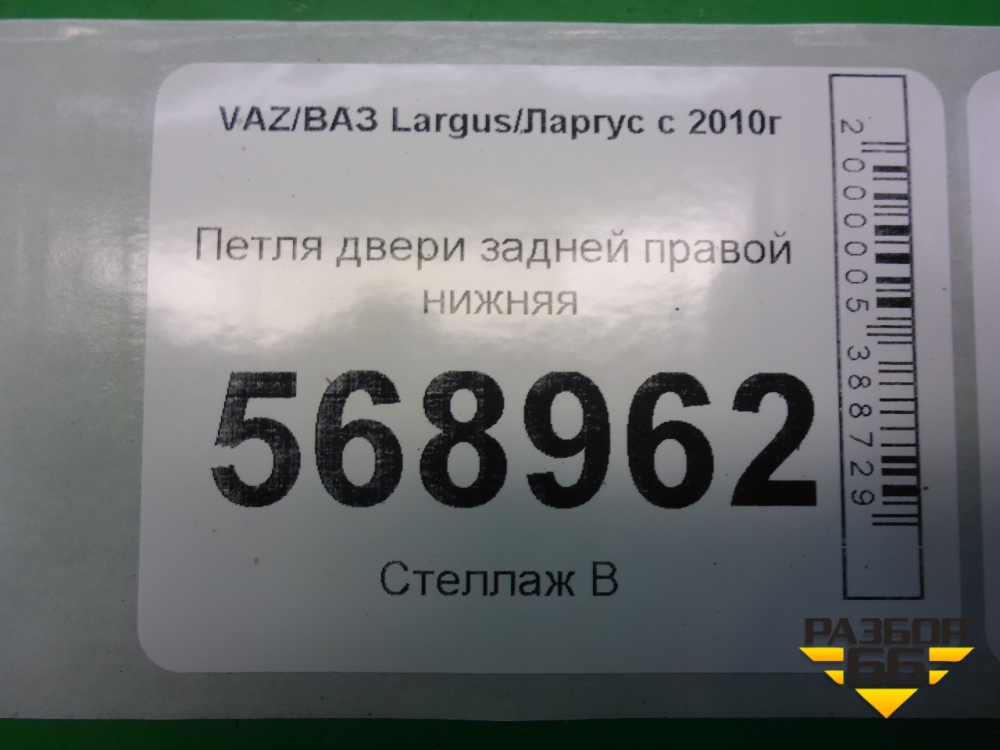 VAZ/ВАЗ Largus/Ларгус с 2010г
Петля двери задней правой
нижняя
568962
Стеллаж В
2000005388729
РАЗБОР
66